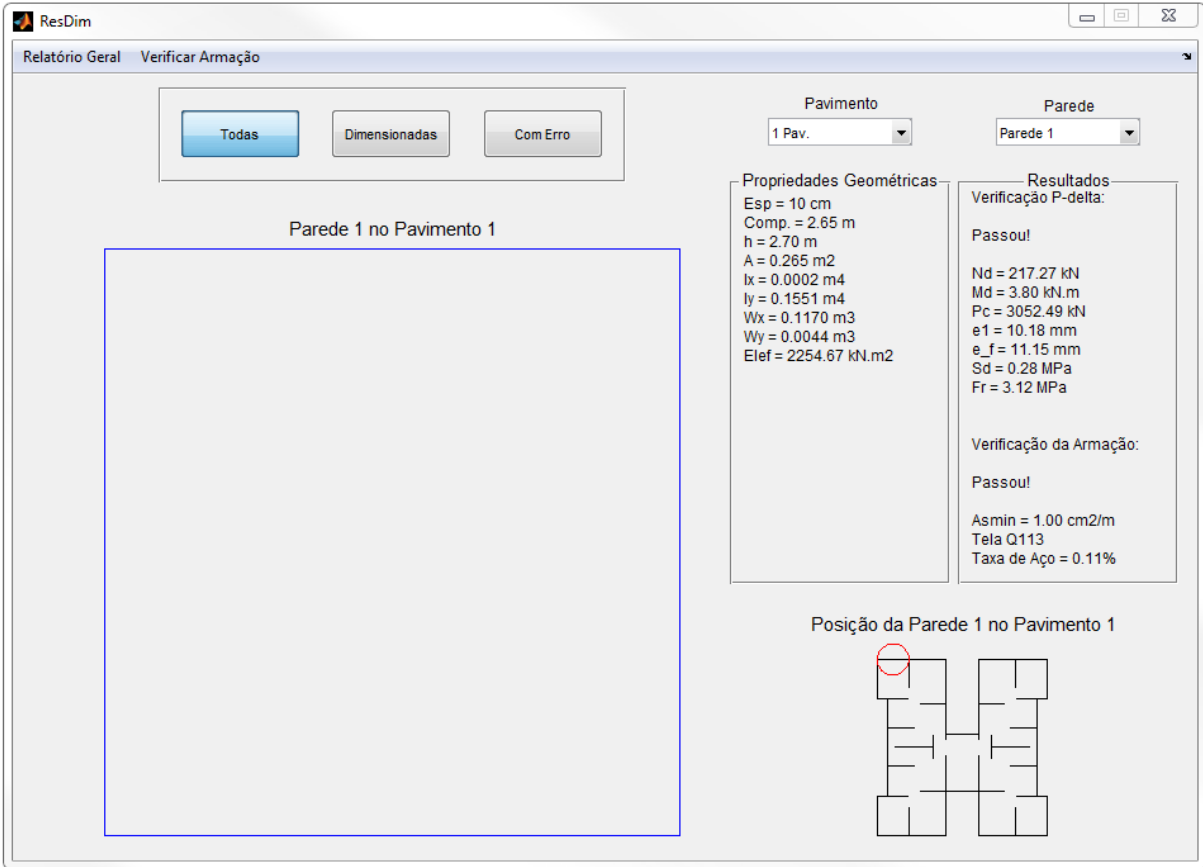 ResDim
Relatório Geral Verificar Armação
Todas Dimensionadas Com Erro
Pavimento
1 Pav.
Parede
Parede 1
Parede 1 no Pavimento 1
Propriedades Geométricas
Esp = 10 cm
Comp. = 2.65 m
h = 2.70 m
A = 0.265 m2
Ix = 0.0002 m4
Iy = 0.1551 m4
Wx = 0.1170 m3
Wy = 0.0044 m3
EIef = 2254.67 kN.m2
Resultados
Verificação P-delta:
Passou!
Nd = 217.27 kN
Md = 3.80 kN.m
Pc = 3052.49 kN
e1 = 10.18 mm
e_f = 11.15 mm
Sd = 0.28 MPa
Fr = 3.12 MPa
Verificação da Armação:
Passou!
Asmin = 1.00 cm2/m
Tela Q113
Taxa de Aço = 0.11%
Posição da Parede 1 no Pavimento 1